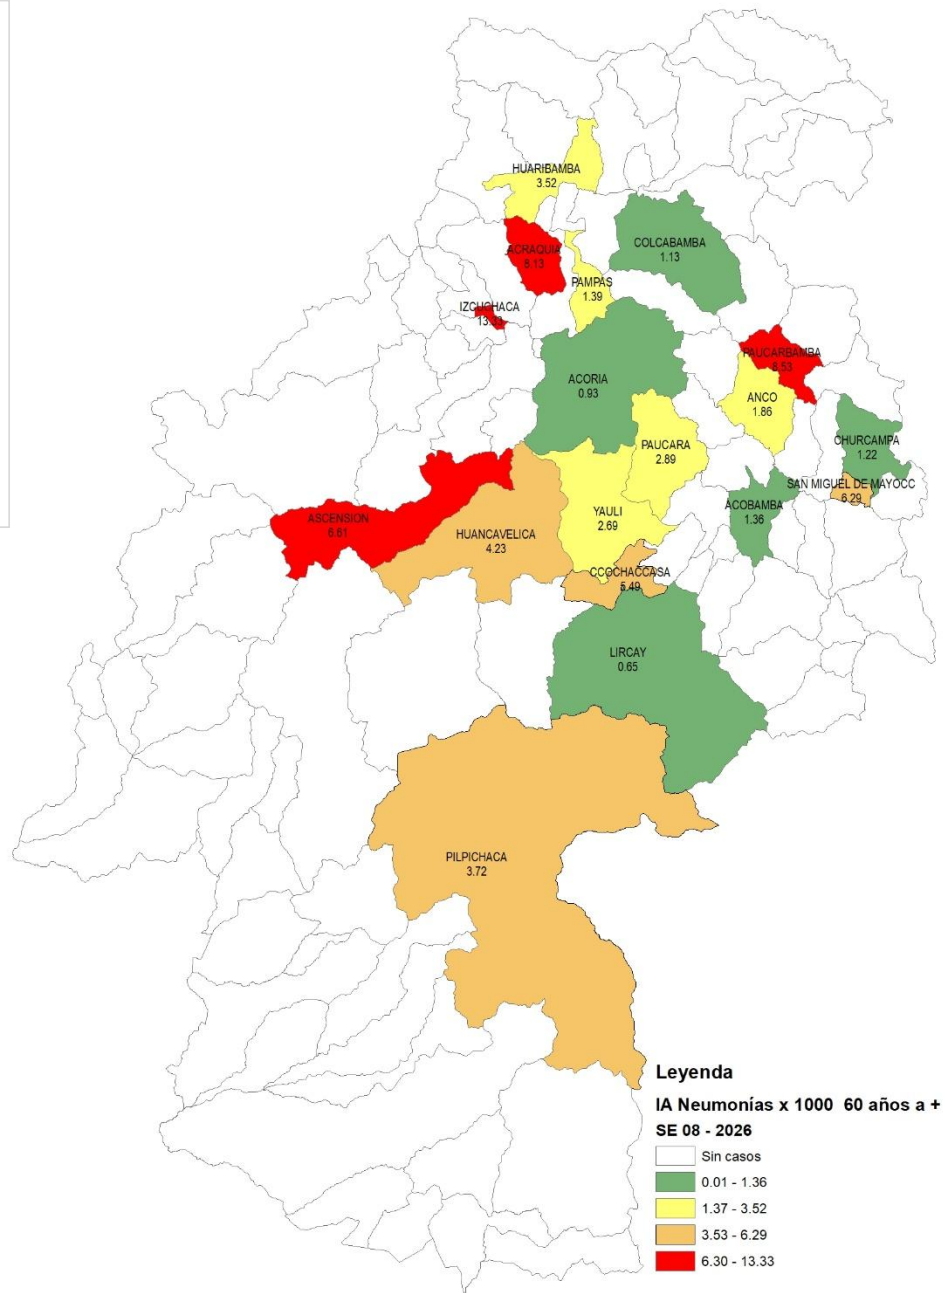 HUARIBAMBA
3.52
ACRAQUIA
8.13
COLCABAMBA
1.13
PAMPAS
1.39
IZCUCHACA
13.33
PAUCARBAMBA
8.53
ACORIA
0.93
ANCO
1.86
PAUCARA
2.89
CHURCAMPA
1.22
SAN MIGUEL DE MAYOCC
6.29
ACOBAMBA
1.36
ASCENSION
6.61
YAULI
2.69
HUANCAVELICA
4.23
CCOCHACCASA
5.49
LIRCAY
0.65
PILPICHACA
3.72
Leyenda
IA Neumonías x 1000 60 años a +
SE 08 - 2026
Sin casos
0.01 - 1.36
1.37 - 3.52
3.53 - 6.29
6.30 - 13.33